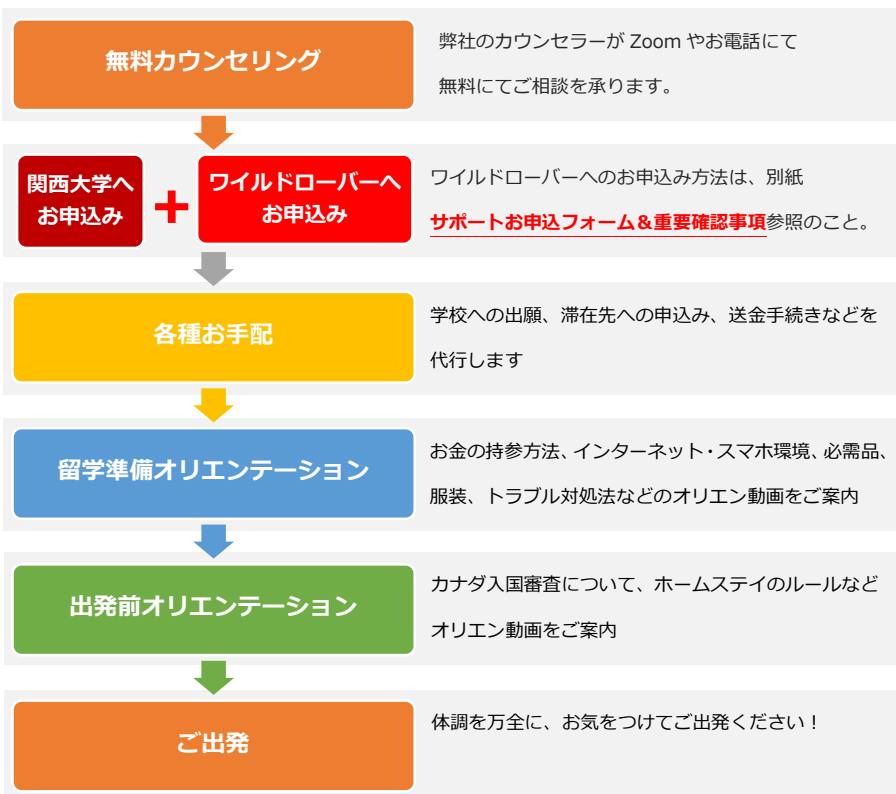 無料カウンセリング
弊社のカウンセラーが Zoom やお電話にて
無料にてご相談を承ります。
関西大学へ
お申込み
+
ワイルドローバーへ
お申込み
ワイルドローバーへのお申込み方法は、別紙
サポートお申込フォーム＆重要確認事項参照のこと。
各種お手配
学校への出願、滞在先への申込み、送金手続きなどを
代行します
留学準備オリエンテーション
お金の持参方法、インターネット・スマホ環境、必需品、
服装、トラブル対処法などのオリエン動画をご案内
出発前オリエンテーション
カナダ入国審査について、ホームステイのルールなど
オリエン動画をご案内
ご出発
体調を万全に、お気をつけてご出発ください！